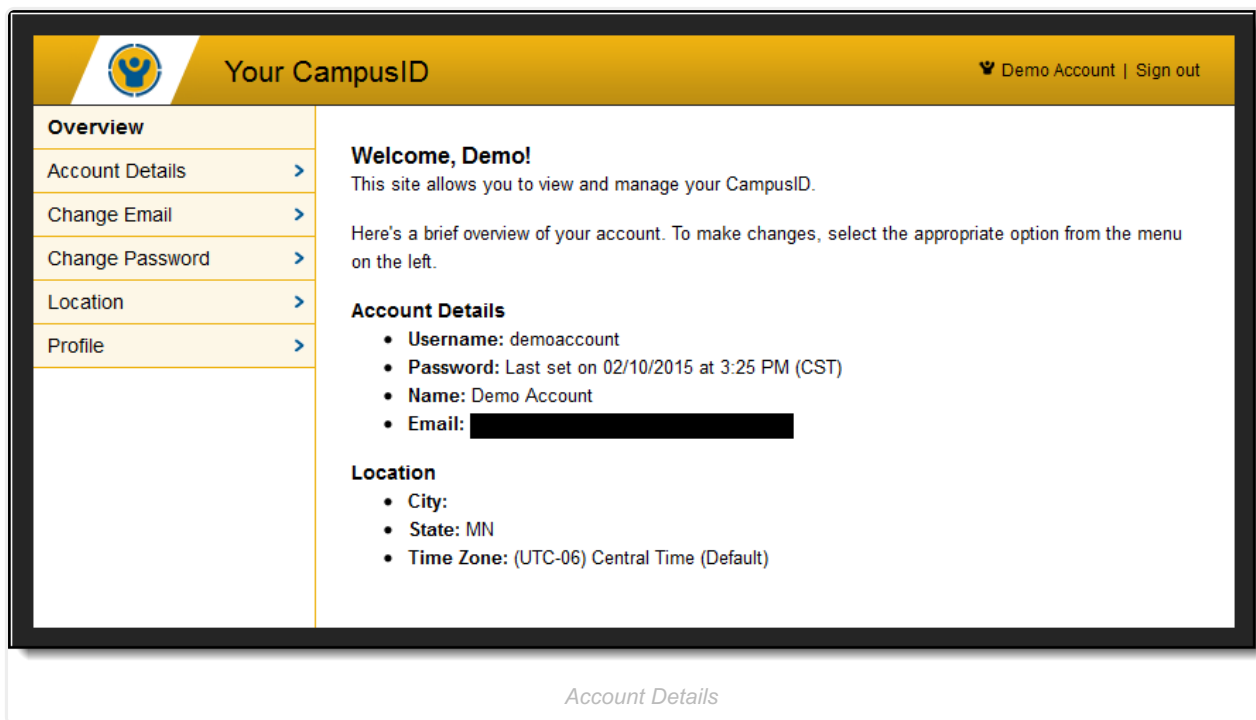 Your CampusID
Demo Account | Sign out
Overview
Account Details
Change Email
Change Password
Location
Profile
Welcome, Demo!
This site allows you to view and manage your CampusID.
Here's a brief overview of your account. To make changes, select the appropriate option from the menu
on the left.
Account Details
• Username: demoaccount
• Password: Last set on 02/10/2015 at 3:25 PM (CST)
• Name: Demo Account
• Email:
Location
• City:
• State: MN
• Time Zone: (UTC-06) Central Time (Default)
Account Details